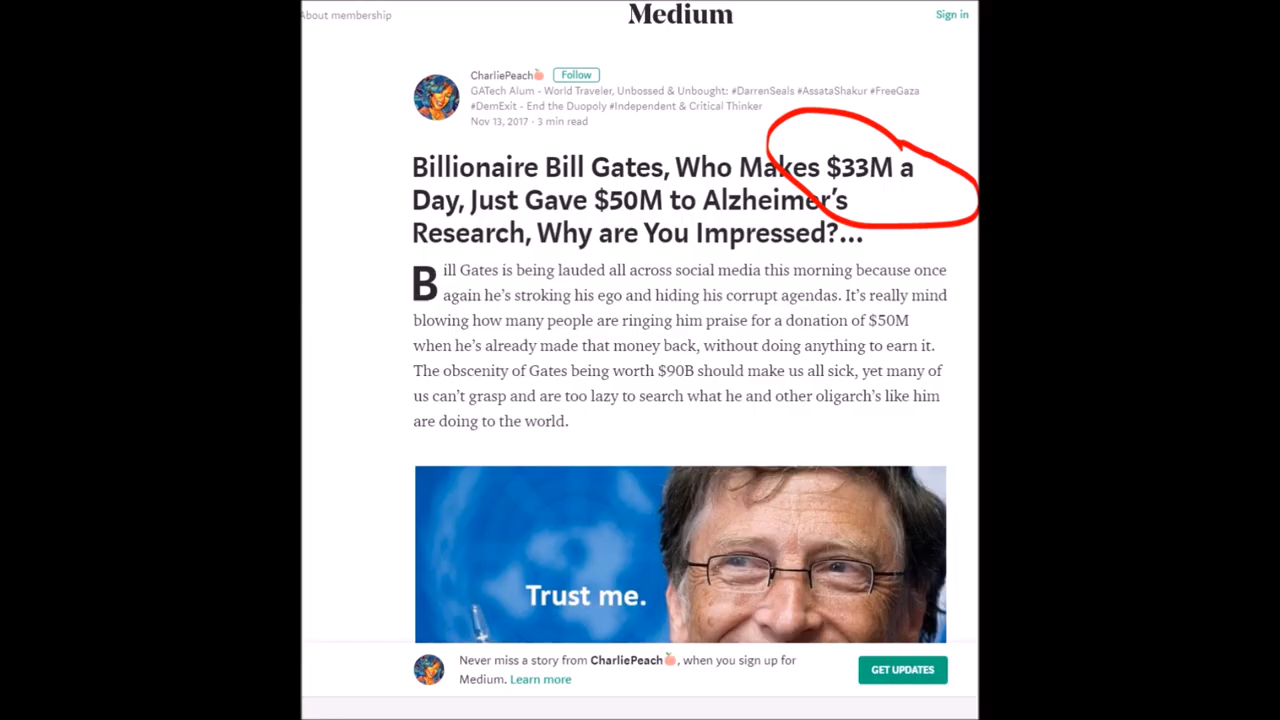 About membership
Medium
Sign in
CharliePeach🍑 Follow
GATech Alum - World Traveler, Unbossed & Unbought: #DarrenSeals #AssataShakur #FreeGaza
#DemExit - End the Duopoly #Independent & Critical Thinker
Nov 13, 2017 · 3 min read
Billionaire Bill Gates, Who Makes $33M a
Day, Just Gave $50M to Alzheimer’s
Research, Why are You Impressed?…
Bill Gates is being lauded all across social media this morning because once
again he’s stroking his ego and hiding his corrupt agendas. It’s really mind
blowing how many people are ringing him praise for a donation of $50M
when he’s already made that money back, without doing anything to earn it.
The obscenity of Gates being worth $90B should make us all sick, yet many of
us can’t grasp and are too lazy to search what he and other oligarch’s like him
are doing to the world.
Trust me.
Never miss a story from CharliePeach🍑, when you sign up for
Medium. Learn more
GET UPDATES